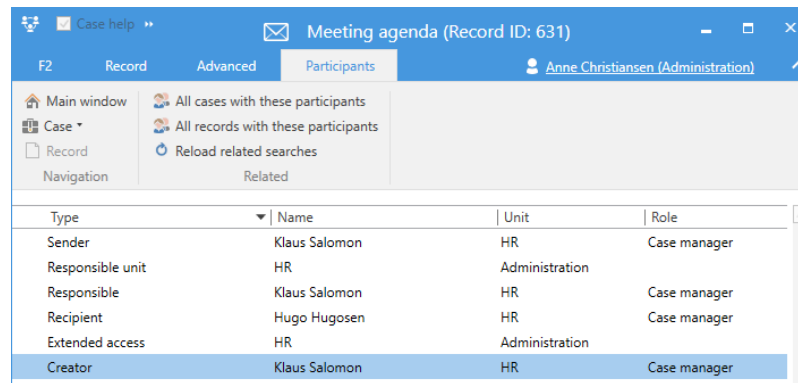 Case help
Meeting agenda (Record ID: 631)
F2 Record Advanced Participants Anne Christiansen (Administration)
Main window All cases with these participants
Case All records with these participants
Record Reload related searches
Navigation Related
Type Name Unit Role
Sender Klaus Salomon HR Case manager
Responsible unit HR Administration
Responsible Klaus Salomon HR Case manager
Recipient Hugo Hugosen HR Case manager
Extended access HR Administration
Creator Klaus Salomon HR Case manager